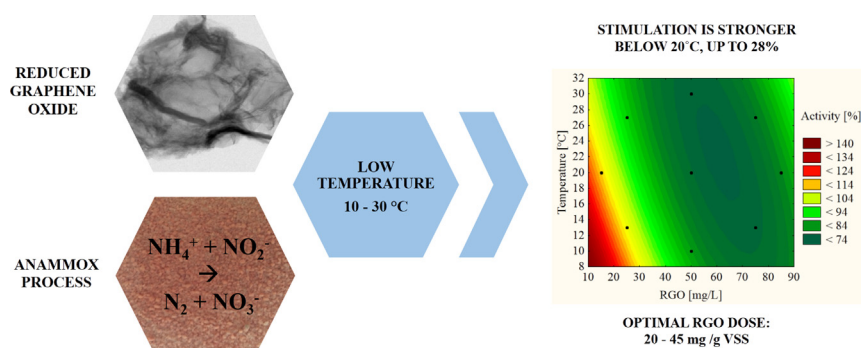 REDUCED
GRAPHENE
OXIDE
ANAMMOX
PROCESS
NH₄⁺ + NO₂⁻
→
N₂ + NO₃⁻
LOW
TEMPERATURE
10 - 30 °C
STIMULATION IS STRONGER
BELOW 20˚C, UP TO 28%
Temperature [°C]
32
30
28
26
24
22
20
18
16
14
12
10
8
10 20 30 40 50 60 70 80 90
RGO [mg/L]
Activity [%]
> 140
< 134
< 124
< 114
< 104
< 94
< 84
< 74
OPTIMAL RGO DOSE:
20 - 45 mg /g VSS